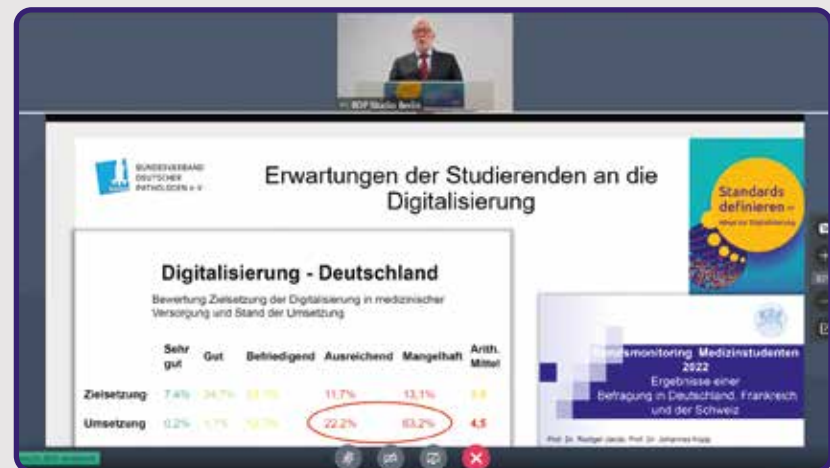 BDP Studio Berlin
BUNDESVERBAND
DEUTSCHER
PATHOLOGEN e.V.
Erwartungen der Studierenden an die
Digitalisierung
Standards
definieren –
Digitalisierung - Deutschland
Bewertung Zielsetzung der Digitalisierung in medizinischer
Versorgung und Stand der Umsetzung
Sehr gut Gut Befriedigend Ausreichend Mangelhaft Arith. Mittel
Zielsetzung 7,4% 11,7% 13,1%
Umsetzung 0,2% 22,2% 63,2% 4,5
Medizinstudenten
2022
Ergebnisse einer
Befragung in Deutschland, Frankreich
und der Schweiz